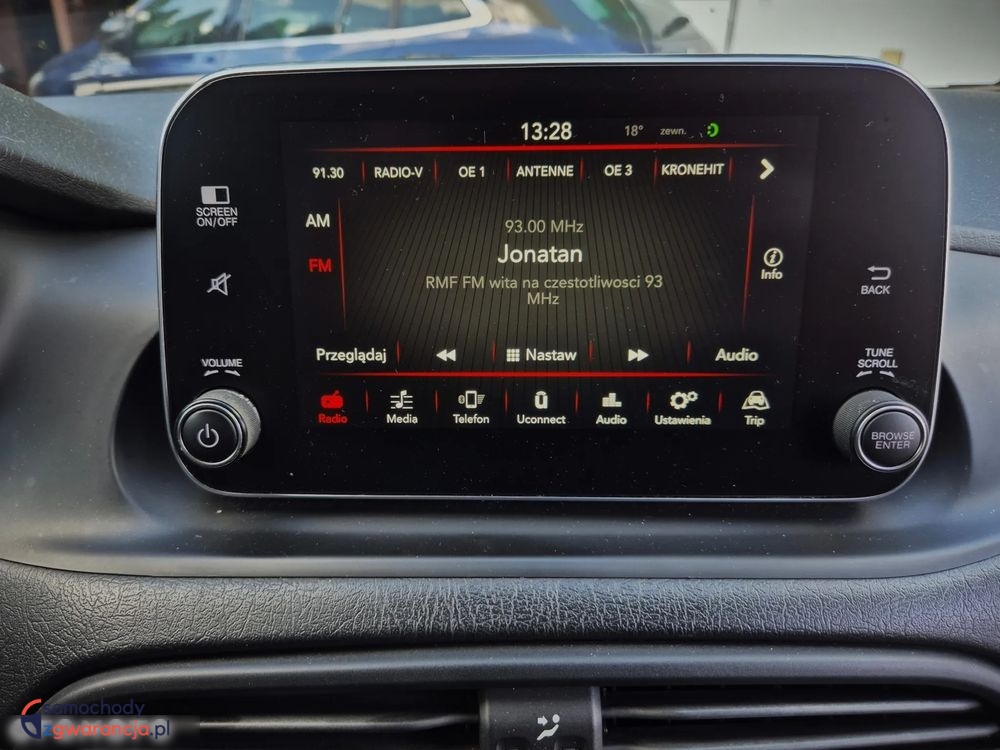 13:28 18° zewn.
91.30 RADIO-V OE 1 ANTENNE OE 3 KRONEHIT
SCREEN
ON/OFF
AM
FM
93.00 MHz
Jonatan
RMF FM wita na czestotliwosci 93
MHz
Info
BACK
Przeglądaj Nastaw Audio
VOLUME
TUNE
SCROLL
Radio Media Telefon Uconnect Audio Ustawienia Trip
BROWSE
ENTER
samochody
zgwarancja.pl